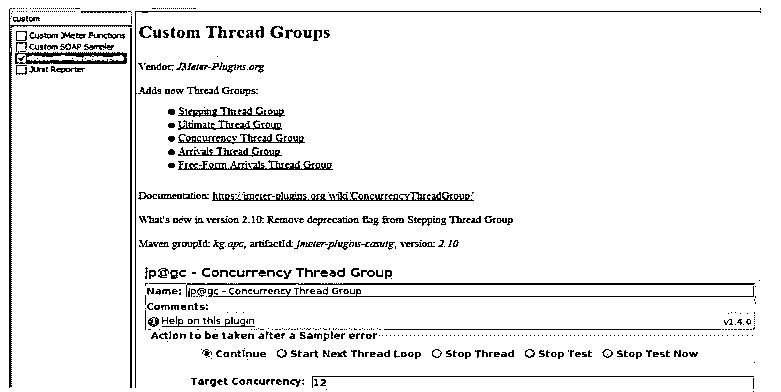 custom
Custom JMeter Functions
Custom SOAP Sampler
JUnit Reporter
Custom Thread Groups
Vendor: JMeter-Plugins.org
Adds new Thread Groups:
Stepping Thread Group
Ultimate Thread Group
Concurrency Thread Group
Arrivals Thread Group
Free-Form Arrivals Thread Group
Documentation: https://jmeter-plugins.org/wiki/ConcurrencyThreadGroup/
What's new in version 2.10: Remove deprecation flag from Stepping Thread Group
Maven groupId: kg.apc, artifactId: jmeter-plugins-casutg, version: 2.10
jp@gc - Concurrency Thread Group
Name: jp@gc - Concurrency Thread Group
Comments:
Help on this plugin v1.4.0
Action to be taken after a Sampler error
Continue Start Next Thread Loop Stop Thread Stop Test Stop Test Now
Target Concurrency: 12